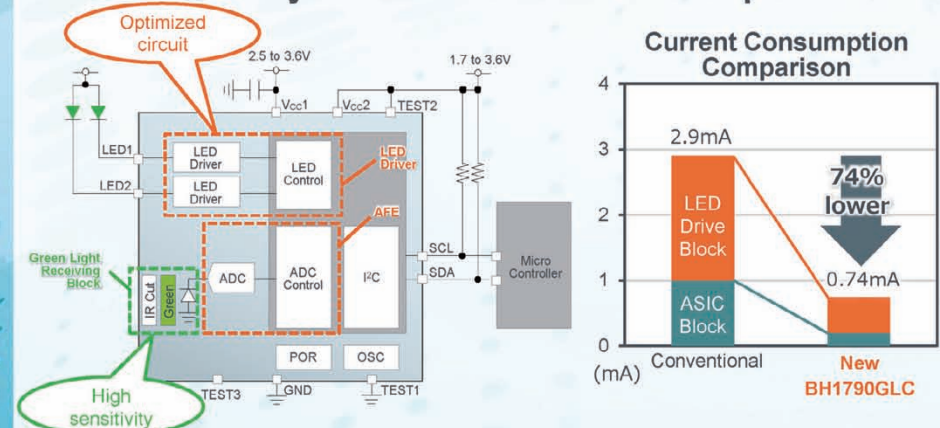 Optimized
circuit
2.5 to 3.6V
1.7 to 3.6V
VCC1
VCC2
TEST2
LED1
LED2
LED
Driver
LED
Driver
LED
Control
LED
Driver
AFE
Green Light
Receiving
Block
IR Cut
Green
ADC
ADC
Control
I²C
SCL
SDA
Micro
Controller
POR
OSC
TEST3
GND
TEST1
High
sensitivity
Current Consumption
Comparison
4
3
2
1
0
(mA)
2.9mA
LED
Drive
Block
ASIC
Block
74%
lower
0.74mA
Conventional
New
BH1790GLC